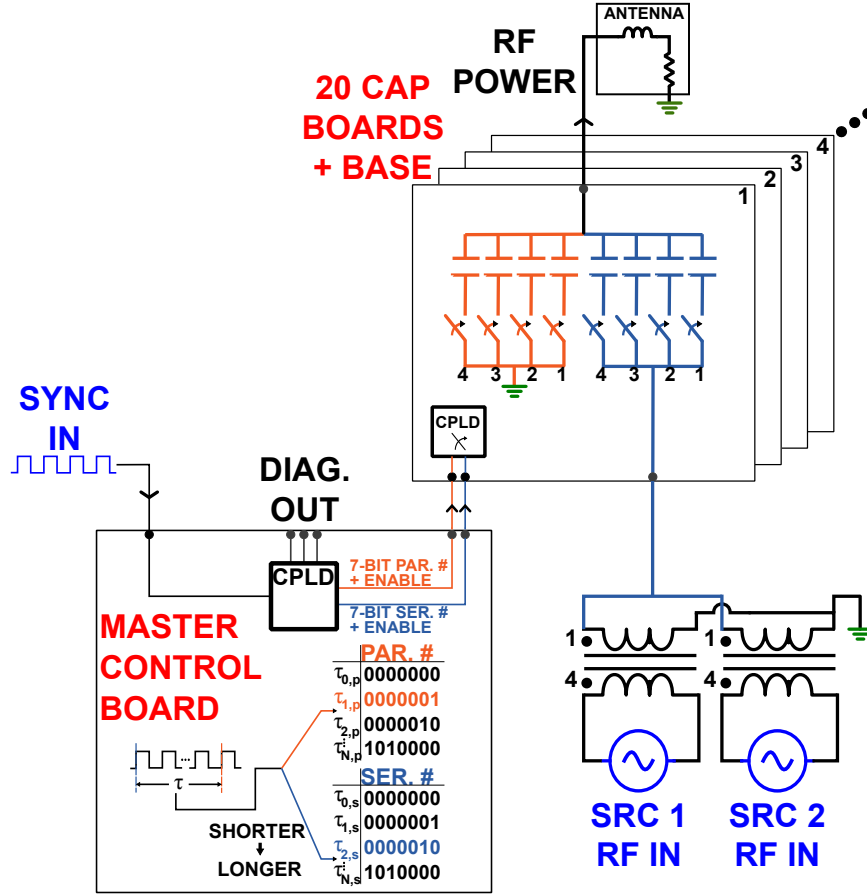 ANTENNA
RF
POWER
20 CAP
BOARDS
+ BASE
4
3
2
1
4 3 2 1 4 3 2 1
CPLD
SYNC
IN
DIAG.
OUT
CPLD
7-BIT PAR. #
+ ENABLE
7-BIT SER. #
+ ENABLE
MASTER
CONTROL
BOARD
PAR. #
τ0,p 0000000
τ1,p 0000001
τ2,p 0000010
⋮
τN,p 1010000
... τ
SER. #
τ0,s 0000000
τ1,s 0000001
τ2,s 0000010
⋮
τN,s 1010000
SHORTER
LONGER
1 1
4 4
SRC 1
RF IN
SRC 2
RF IN